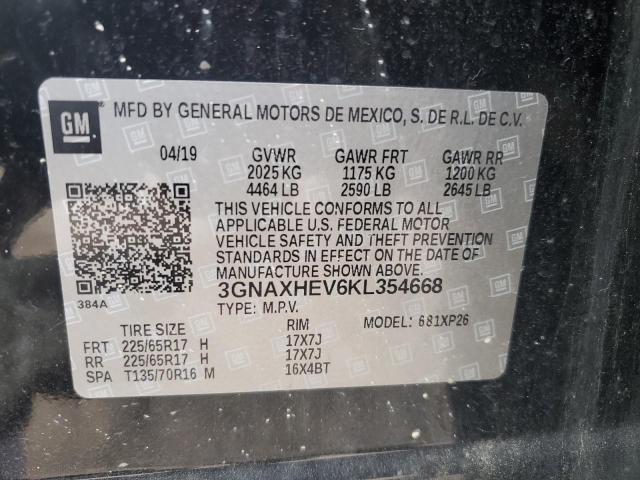 GM ® MFD BY GENERAL MOTORS DE MEXICO, S. DE R.L. DE C.V.
04/19 GVWR GAWR FRT GAWR RR
2025 KG 1175 KG 1200 KG
4464 LB 2590 LB 2645 LB
THIS VEHICLE CONFORMS TO ALL
APPLICABLE U.S. FEDERAL MOTOR
VEHICLE SAFETY AND THEFT PREVENTION
STANDARDS IN EFFECT ON THE DATE OF
MANUFACTURE SHOWN ABOVE.
3GNAXHEV6KL354668
384A TYPE: M.P.V. MODEL: 681XP26
TIRE SIZE RIM
FRT 225/65R17 H 17X7J
RR 225/65R17 H 17X7J
SPA T135/70R16 M 16X4BT